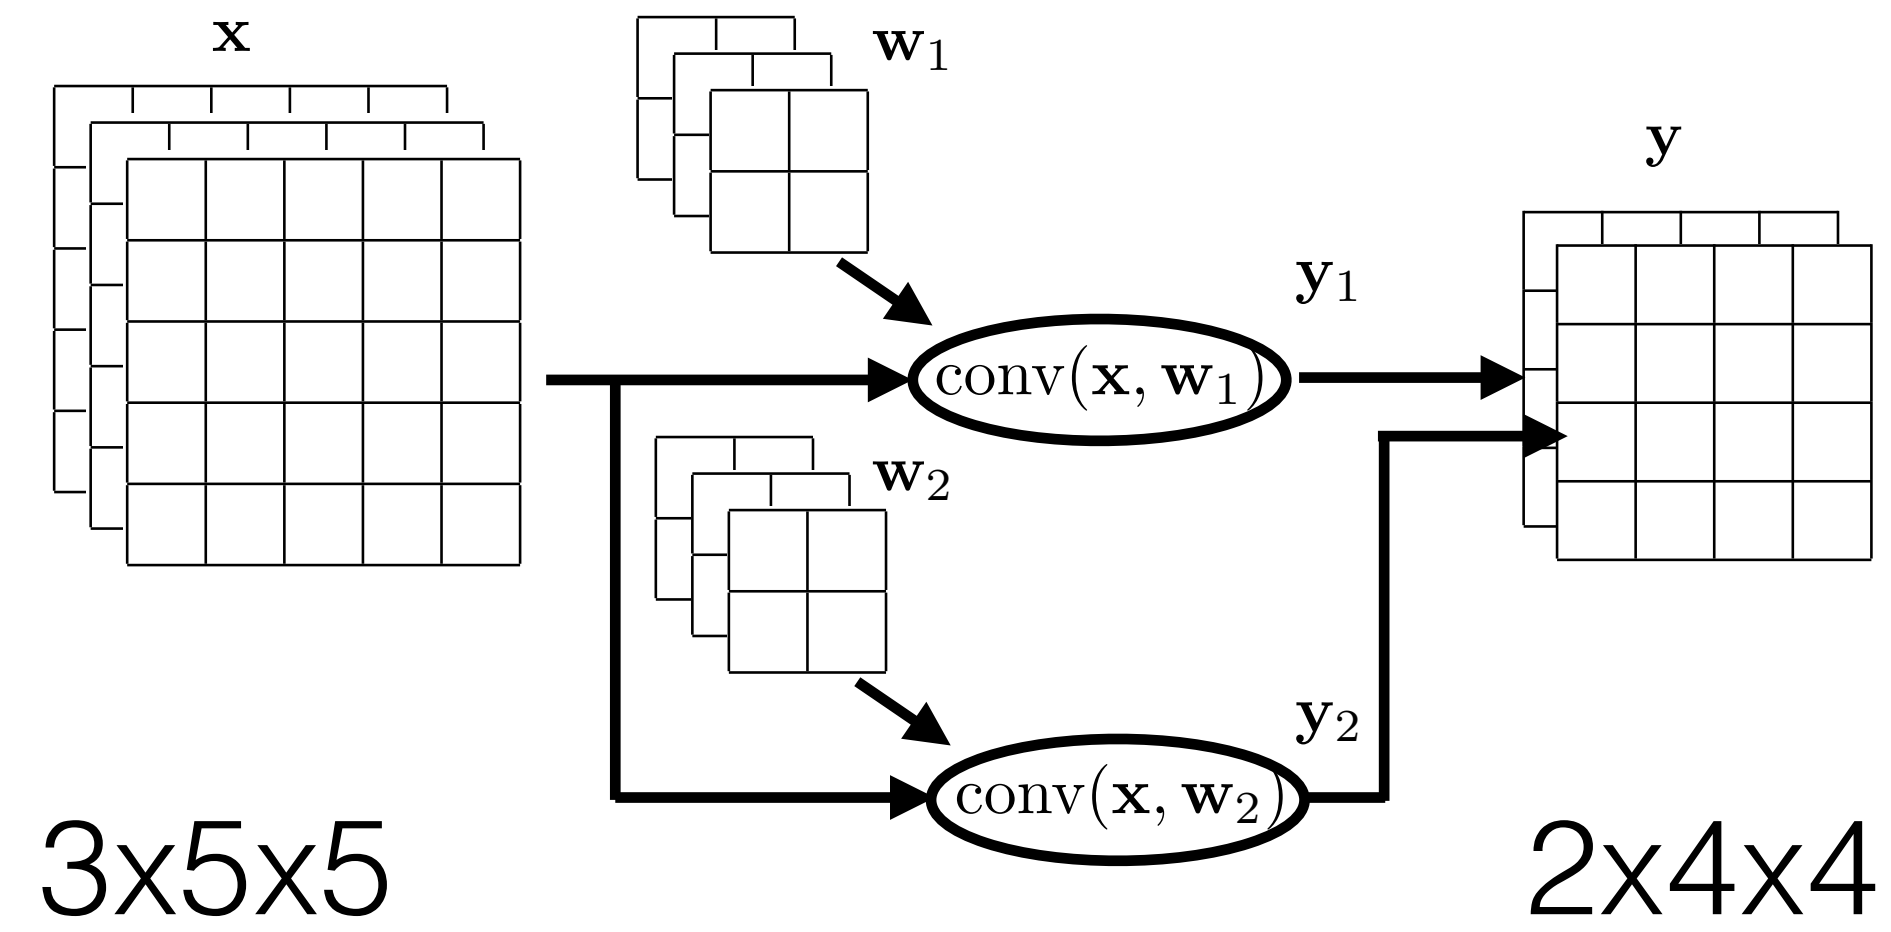 x
w₁
y
y₁
conv(x, w₁)
w₂
y₂
conv(x, w₂)
3x5x5
2x4x4